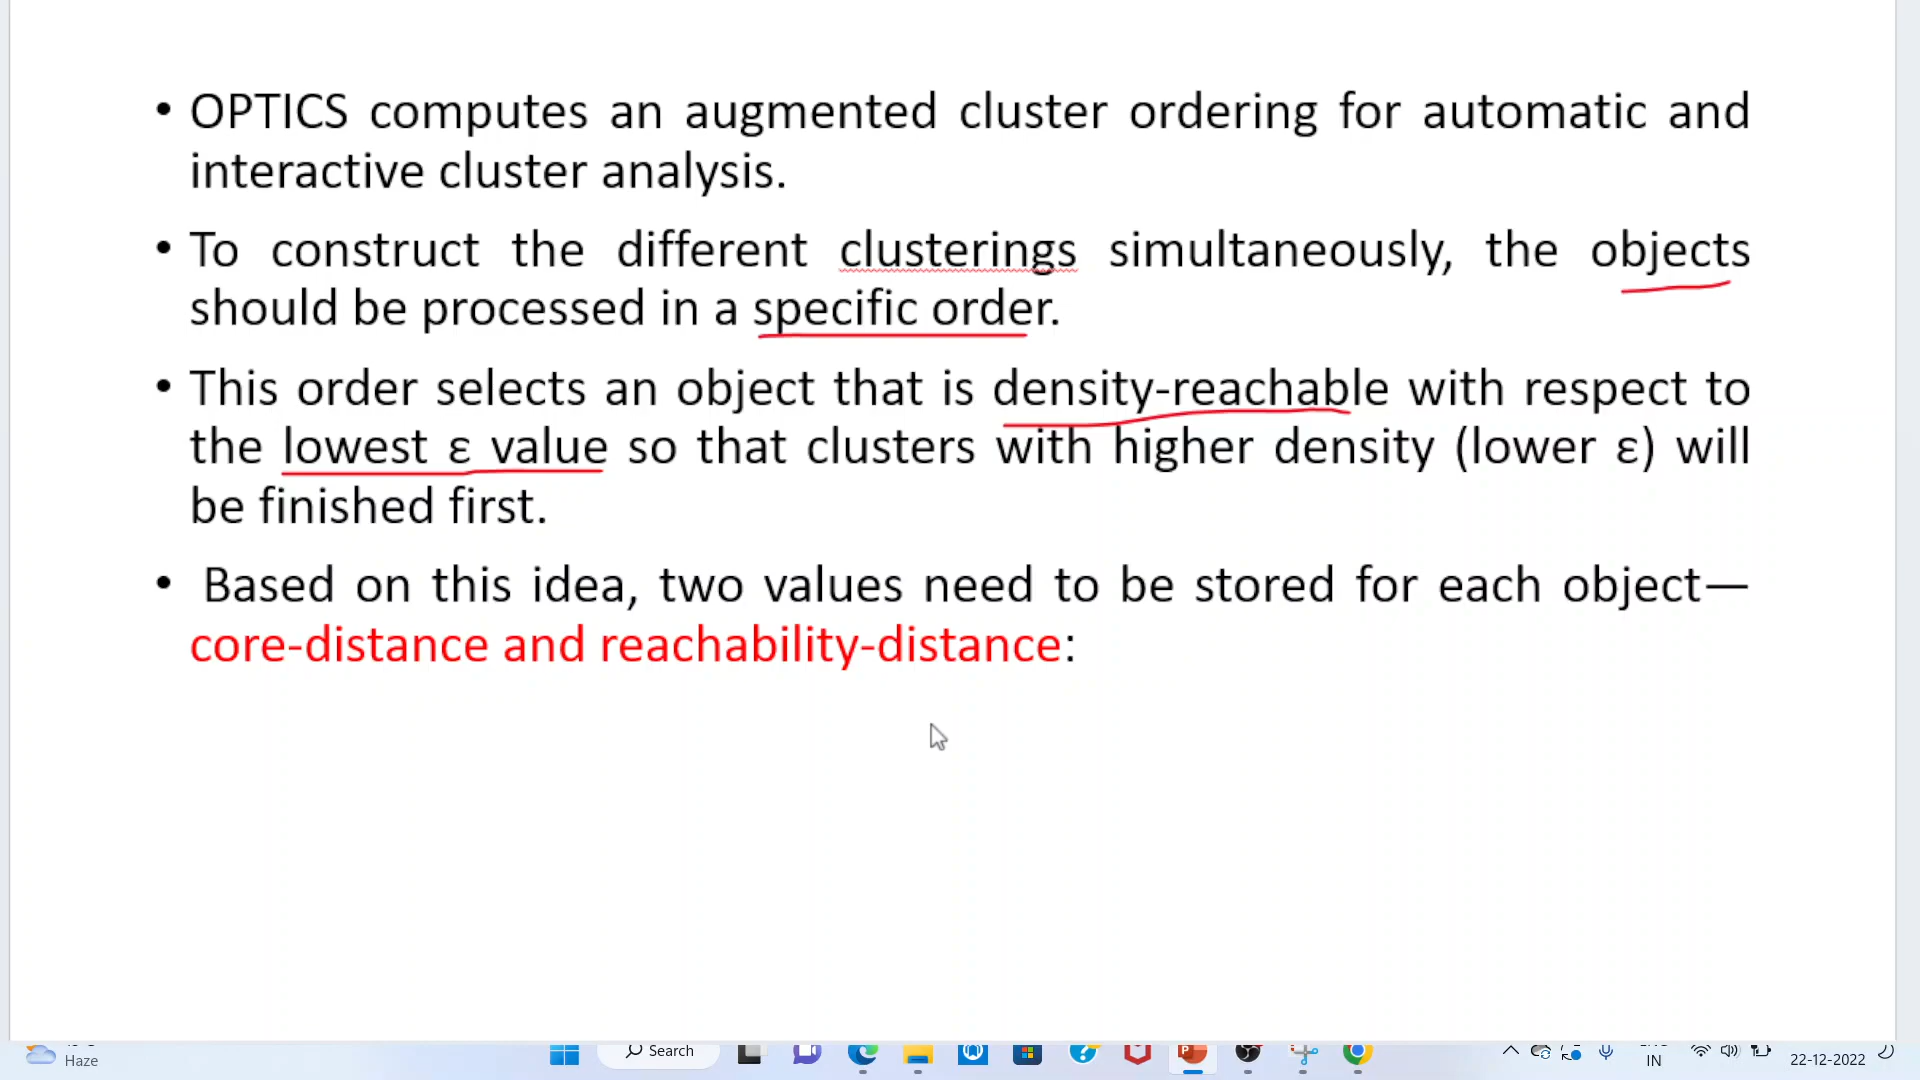 • OPTICS computes an augmented cluster ordering for automatic and
interactive cluster analysis.
• To construct the different clusterings simultaneously, the objects
should be processed in a specific order.
• This order selects an object that is density-reachable with respect to
the lowest ε value so that clusters with higher density (lower ε) will
be finished first.
• Based on this idea, two values need to be stored for each object—
core-distance and reachability-distance:
Haze
Search
IN
22-12-2022